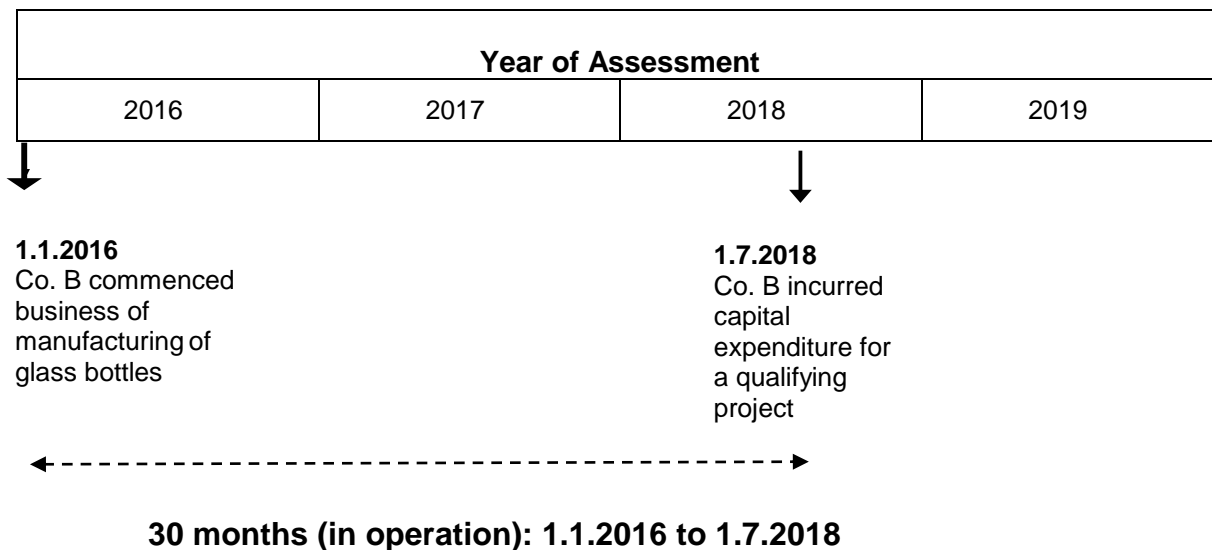 Year of Assessment
2016 2017 2018 2019
1.1.2016
Co. B commenced
business of
manufacturing of
glass bottles
1.7.2018
Co. B incurred
capital
expenditure for
a qualifying
project
30 months (in operation): 1.1.2016 to 1.7.2018